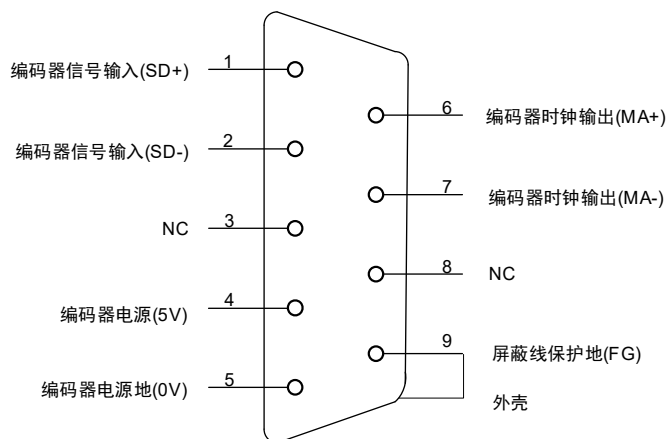 编码器信号输入(SD+)
1
编码器信号输入(SD-)
2
NC
3
编码器电源(5V)
4
编码器电源地(0V)
5
6
编码器时钟输出(MA+)
7
编码器时钟输出(MA-)
8
NC
9
屏蔽线保护地(FG)
外壳